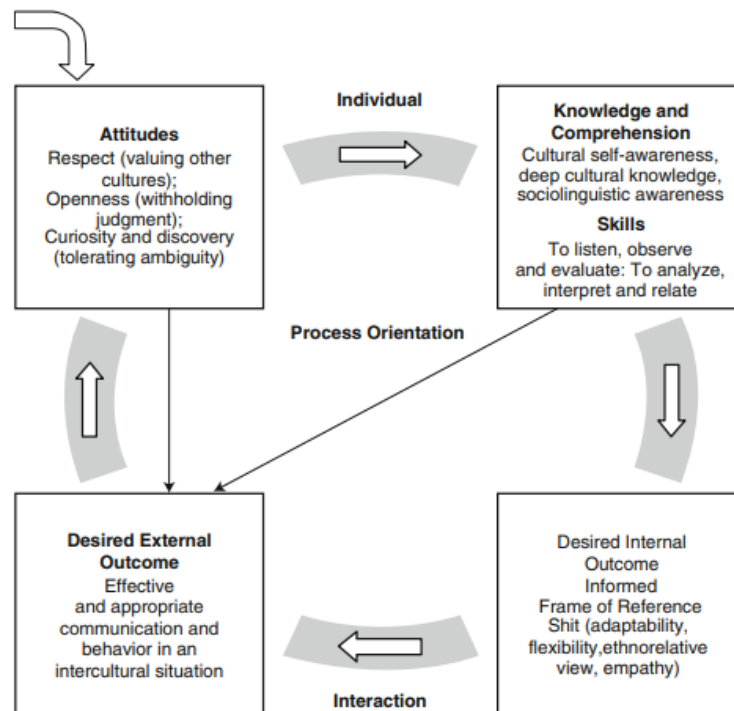 Individual
Attitudes
Respect (valuing other
cultures);
Openness (withholding
judgment);
Curiosity and discovery
(tolerating ambiguity)
Knowledge and
Comprehension
Cultural self-awareness,
deep cultural knowledge,
sociolinguistic awareness
Skills
To listen, observe
and evaluate: To analyze,
interpret and relate
Process Orientation
Desired External
Outcome
Effective
and appropriate
communication and
behavior in an
intercultural situation
Desired Internal
Outcome
Informed
Frame of Reference
Shit (adaptability,
flexibility,ethnorelative
view, empathy)
Interaction